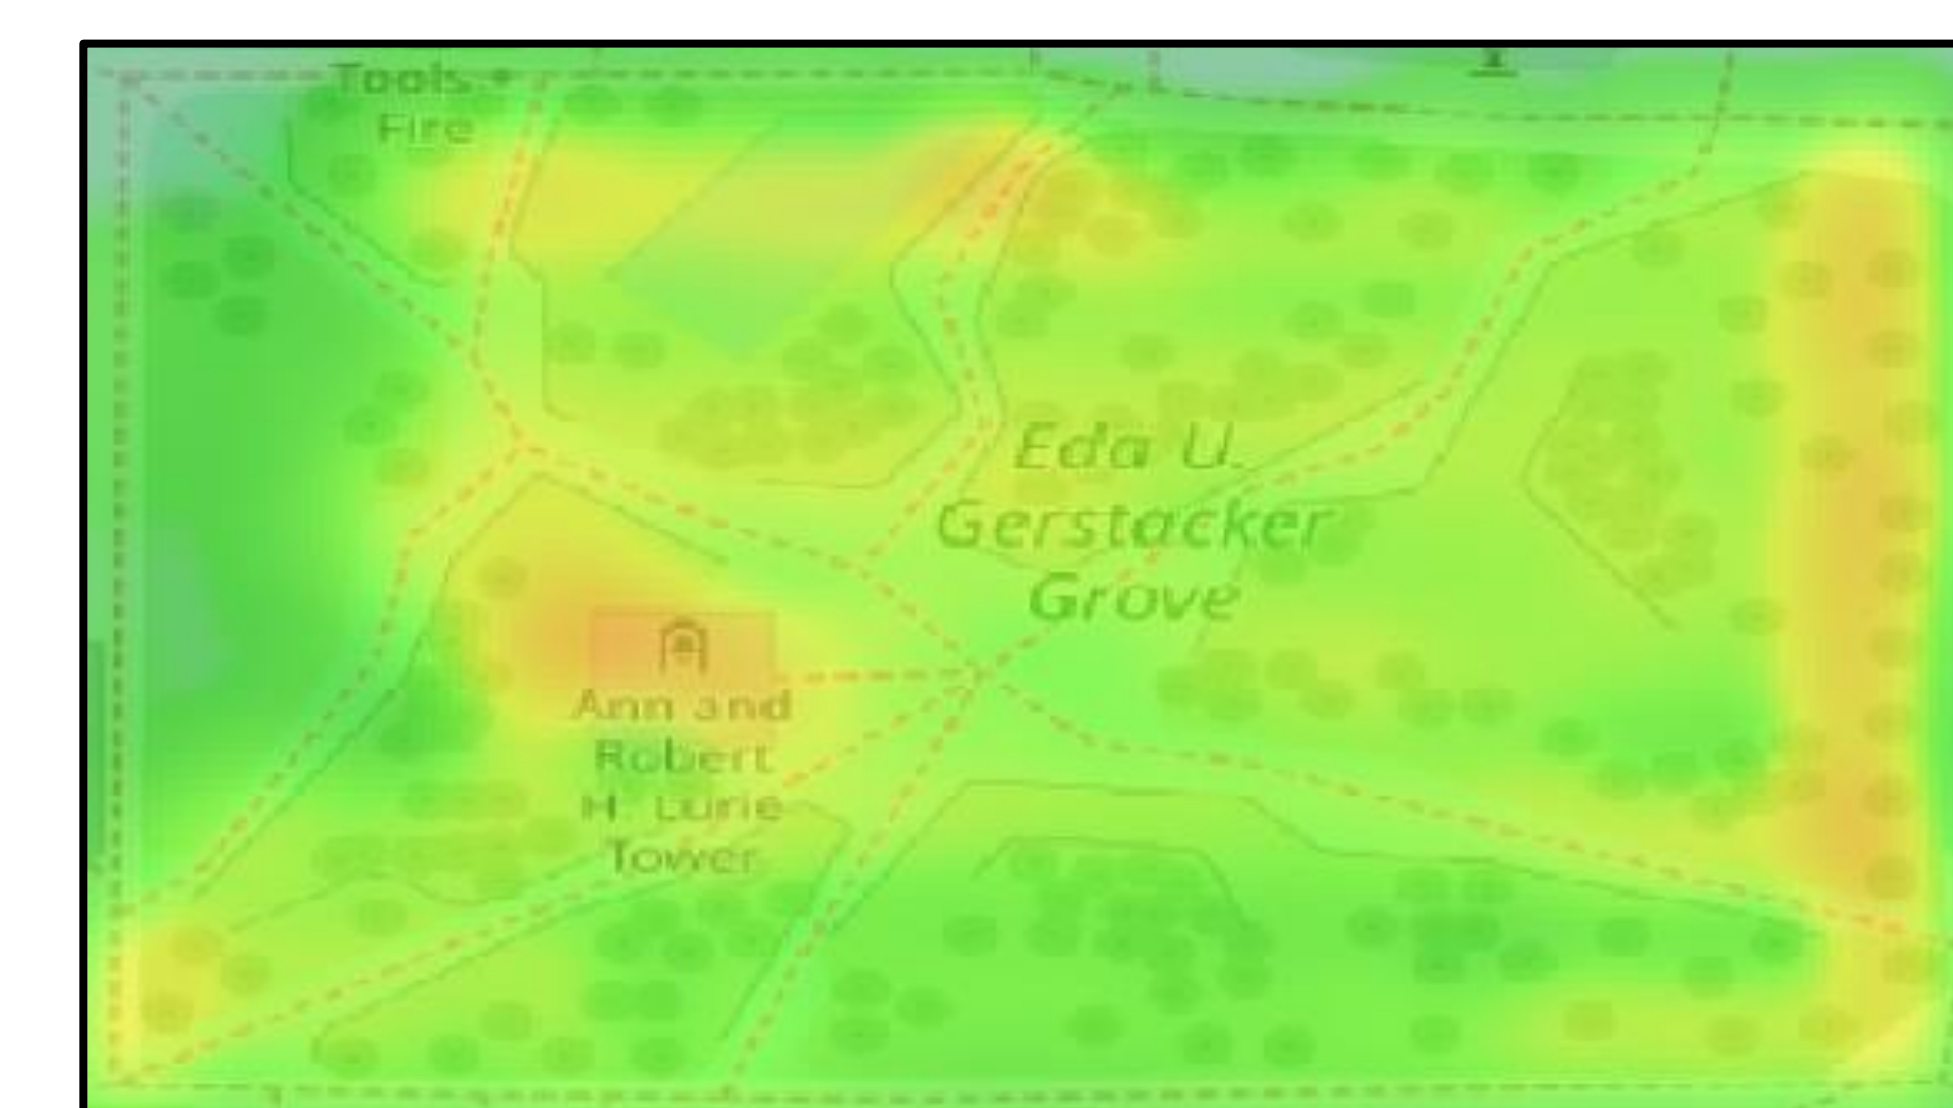 Tools
Fire
Eda U.
Gerstacker
Grove
Ann and
Robert
H. Lurie
Tower